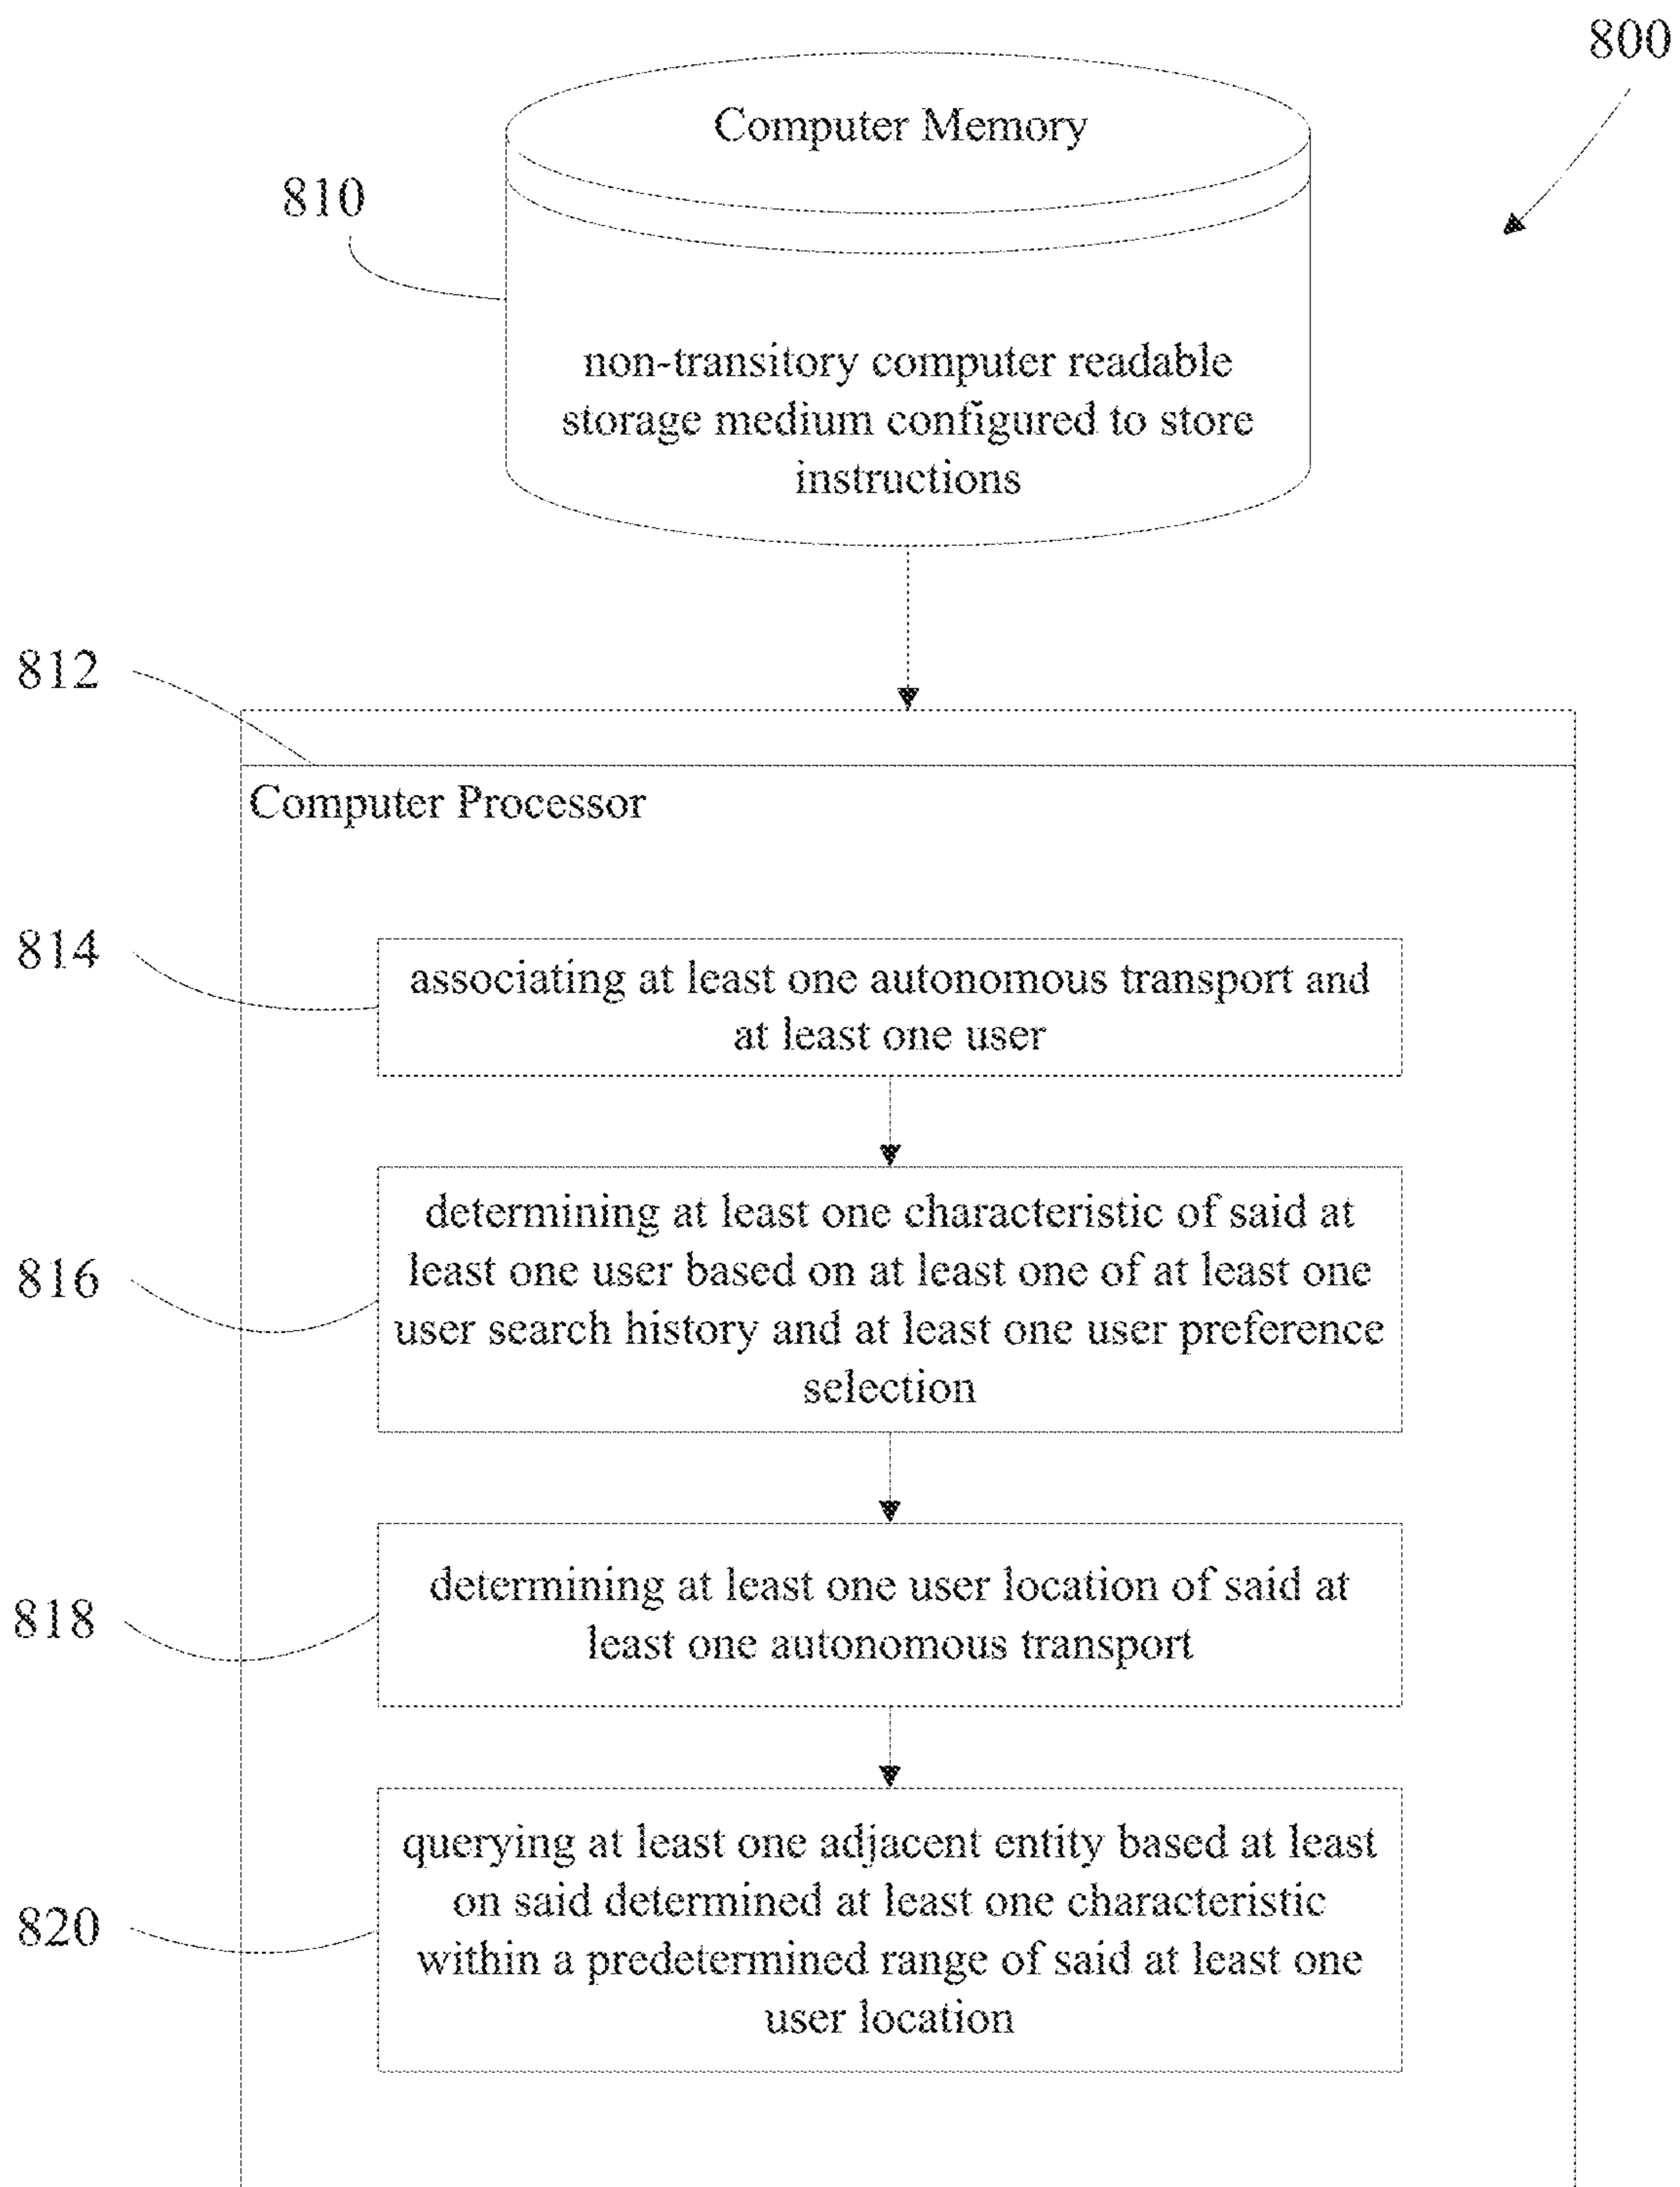 800
Computer Memory
810
non-transitory computer readable
storage medium configured to store
instructions
812
Computer Processor
814
associating at least one autonomous transport and
at least one user
816
determining at least one characteristic of said at
least one user based on at least one of at least one
user search history and at least one user preference
selection
818
determining at least one user location of said at
least one autonomous transport
820
querying at least one adjacent entity based at least
on said determined at least one characteristic
within a predetermined range of said at least one
user location